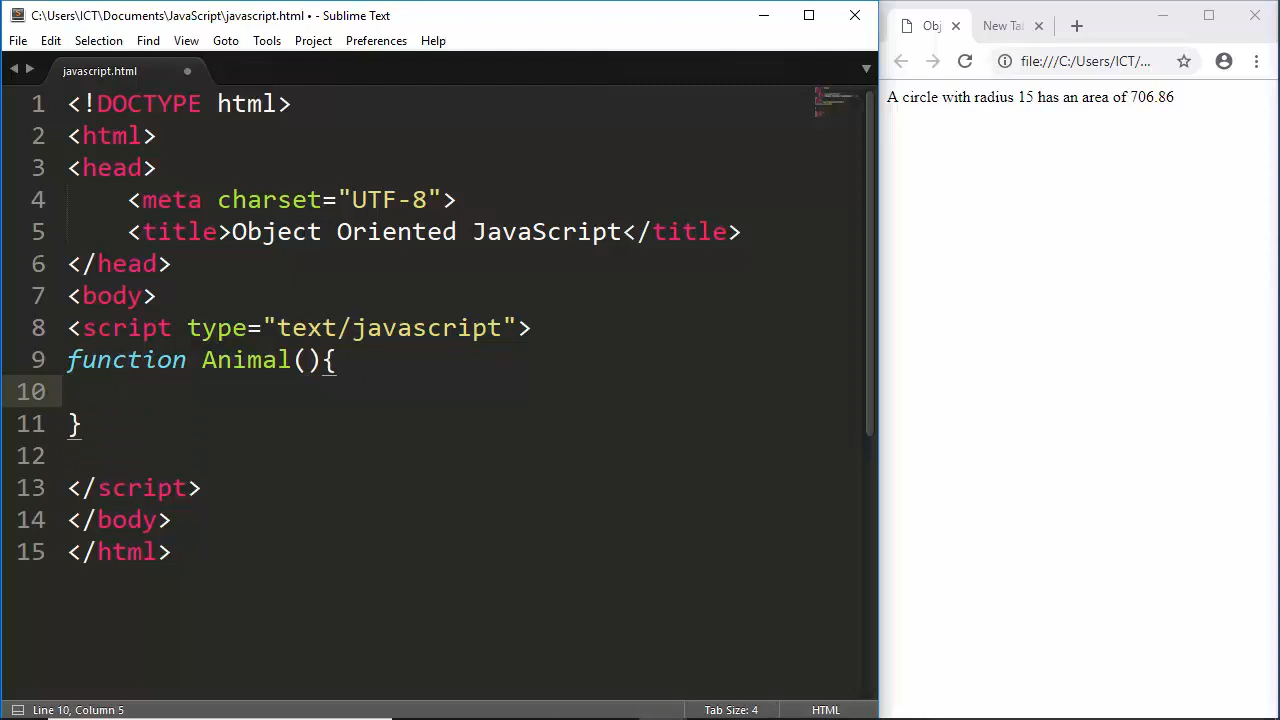 C:\Users\ICT\Documents\JavaScript\javascript.html • - Sublime Text
File Edit Selection Find View Goto Tools Project Preferences Help
javascript.html
1 <!DOCTYPE html>
2 <html>
3 <head>
4 <meta charset="UTF-8">
5 <title>Object Oriented JavaScript</title>
6 </head>
7 <body>
8 <script type="text/javascript">
9 function Animal(){
10
11 }
12
13 </script>
14 </body>
15 </html>
Line 10, Column 5 Tab Size: 4 HTML
Obj New Tal
file:///C:/Users/ICT/...
A circle with radius 15 has an area of 706.86